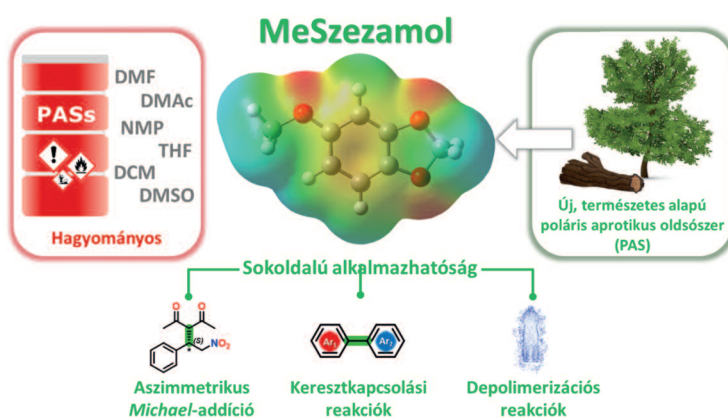 MeSzezamol
PASs
DMF
DMAc
NMP
THF
DCM
DMSO
Hagyományos
Új, természetes alapú
poláris aprotikus oldsószer
(PAS)
Sokoldalú alkalmazhatóság
O O
(S)
NO₂
*
Aszimmetrikus
Michael-addíció
Ar₁ Ar₂
Keresztkapcsolási
reakciók
Depolimerizációs
reakciók